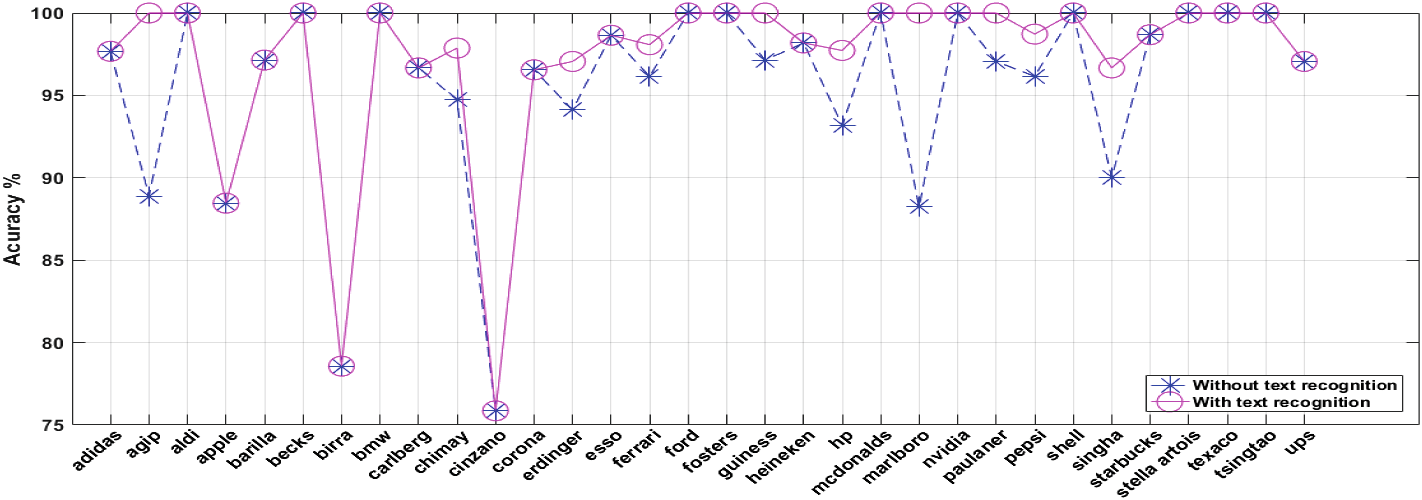 100
95
90
85
80
75
Acuracy %
adidas
agip
aldi
apple
barilla
becks
birra
bmw
carlberg
chimay
cinzano
corona
erdinger
esso
ferrari
ford
fosters
guiness
heineken
hp
mcdonalds
marlboro
nvidia
paulaner
pepsi
shell
singha
starbucks
stella artois
texaco
tsingtao
ups
Without text recognition
With text recognition